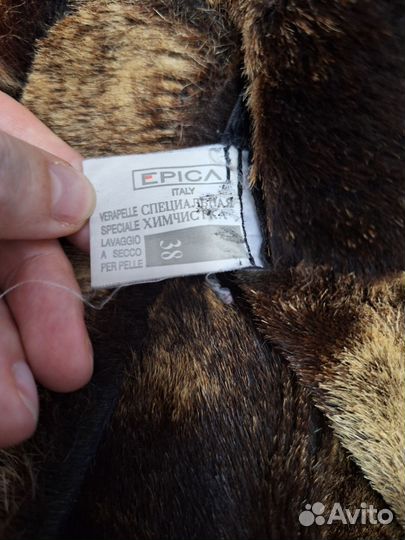 EPICA
ITALY
VERAPELLE СПЕЦИАЛЬНАЯ
SPECIALE ХИМЧИСТКА
LAVAGGIO
A SECCO
PER PELLE
38
Avito